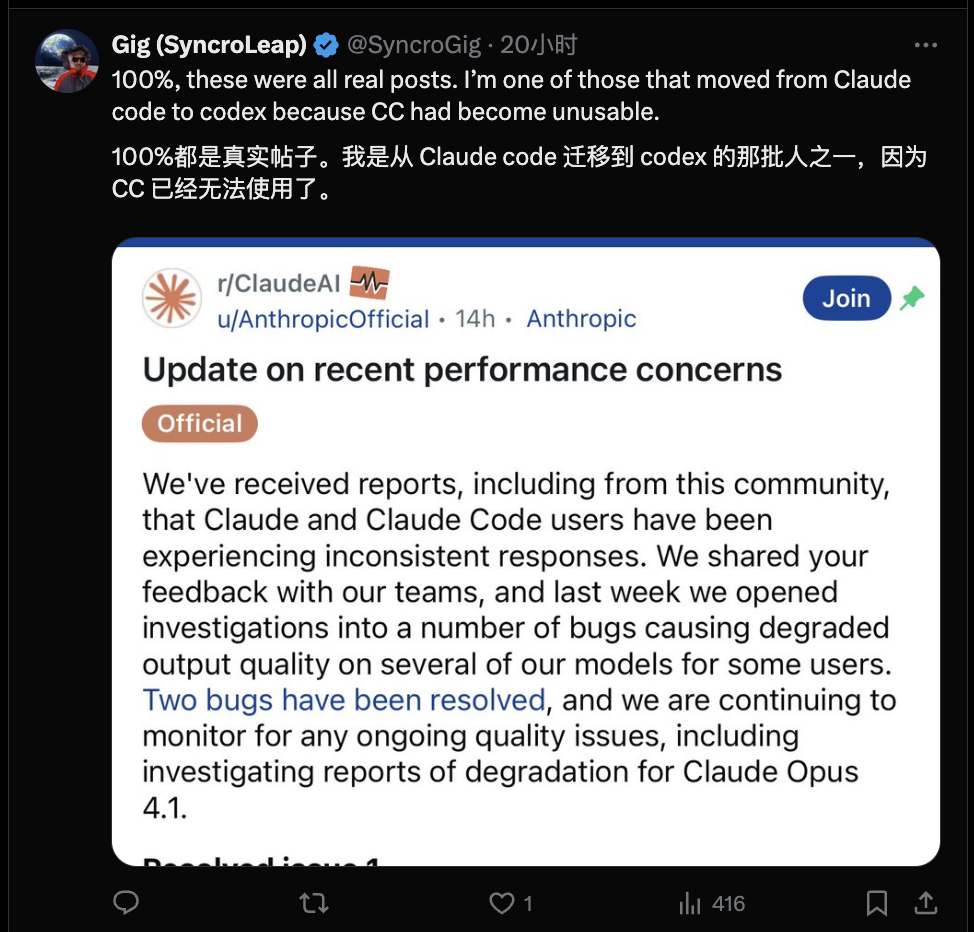 Gig (SyncroLeap) @SyncroGig · 20小时
100%, these were all real posts. I’m one of those that moved from Claude
code to codex because CC had become unusable.
100%都是真实帖子。我是从 Claude code 迁移到 codex 的那批人之一，因为
CC 已经无法使用了。
r/ClaudeAI
u/AnthropicOfficial • 14h • Anthropic
Join
Update on recent performance concerns
Official
We've received reports, including from this community,
that Claude and Claude Code users have been
experiencing inconsistent responses. We shared your
feedback with our teams, and last week we opened
investigations into a number of bugs causing degraded
output quality on several of our models for some users.
Two bugs have been resolved, and we are continuing to
monitor for any ongoing quality issues, including
investigating reports of degradation for Claude Opus
4.1.
Resolved issue 1
1
416